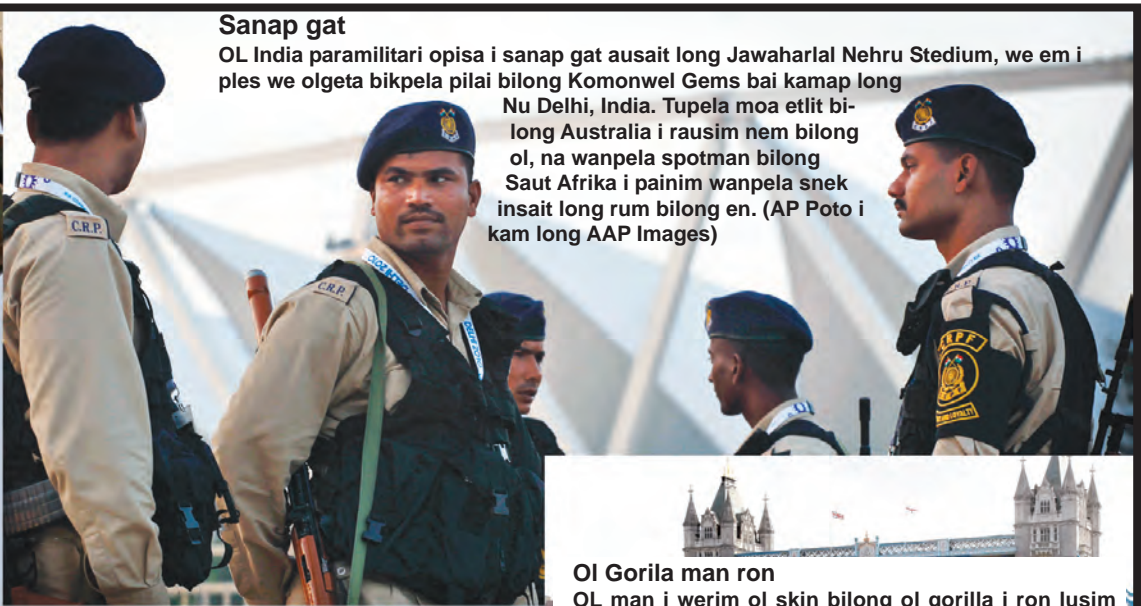 Sanap gat
OL India paramilitari opisa i sanap gat ausait long Jawaharlal Nehru Stedium, we em i
ples we olgeta bikpela pilai bilong Komonwel Gems bai kamap long
Nu Delhi, India. Tupela moa etlit bi-
long Australia i rausim nem bilong
ol, na wanpela spotman bilong
Saut Afrika i painim wanpela snek
insait long rum bilong en. (AP Poto i
kam long AAP Images)
C.R.P.
C.R.P.
CRPF
LOYALTY
Ol Gorila man ron
OL man i werim ol skin bilong ol gorilla i ron lusim